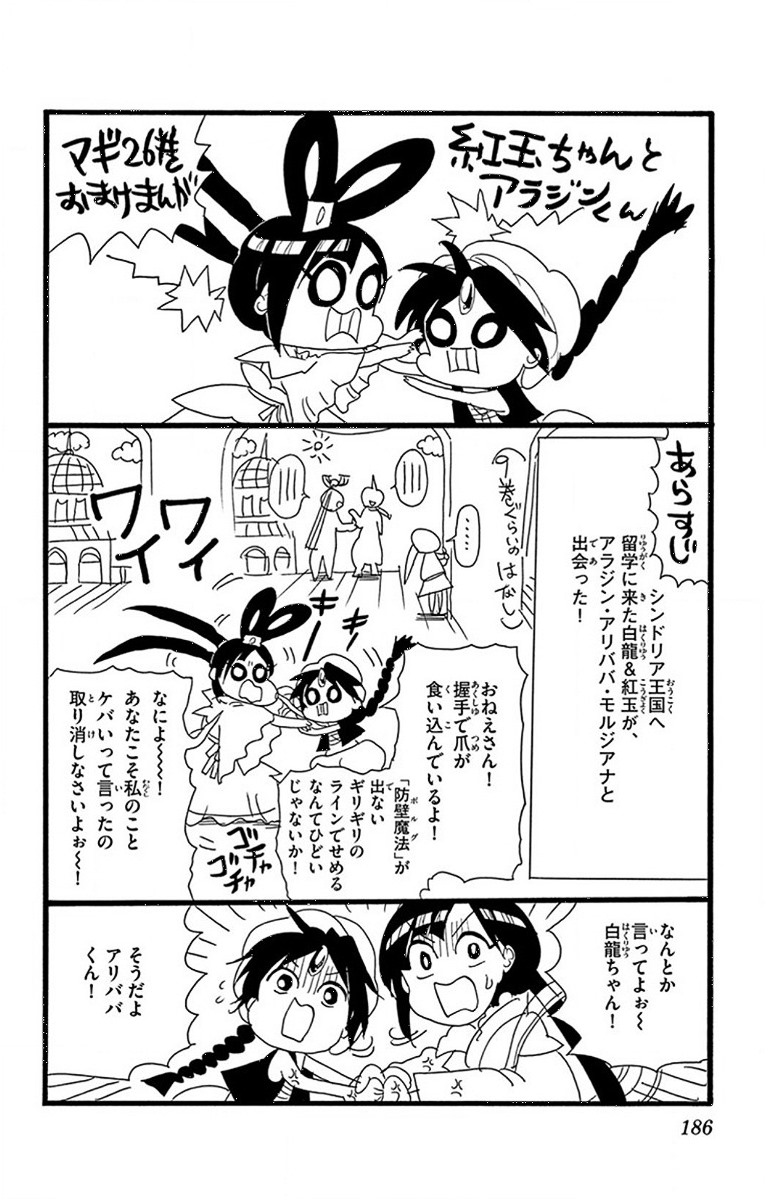 紅玉ちゃんと
アラジンくん
マギ26巻
おまけまんが
あらすじ
シンドリア王国へ
留学に来た白龍&紅玉が、
アラジン・アリババ・モルジアナと
出会った!
(9巻ぐらいのはなし)
‥‥‥
ワイワイ
キーキー
おねえさん!
握手で爪が
食い込んでいるよ!
「防壁魔法」が
出ない
ギリギリの
ラインでせめる
なんてひどい
じゃないか!
なによ〜〜!
あなたこそ私のこと
ケバいって言ったの
取り消しなさいよぉ〜!
ゴチャ
ゴチャ
なんとか
言ってよぉ〜
白龍ちゃん!
そうだよ
アリババ
くん!
186